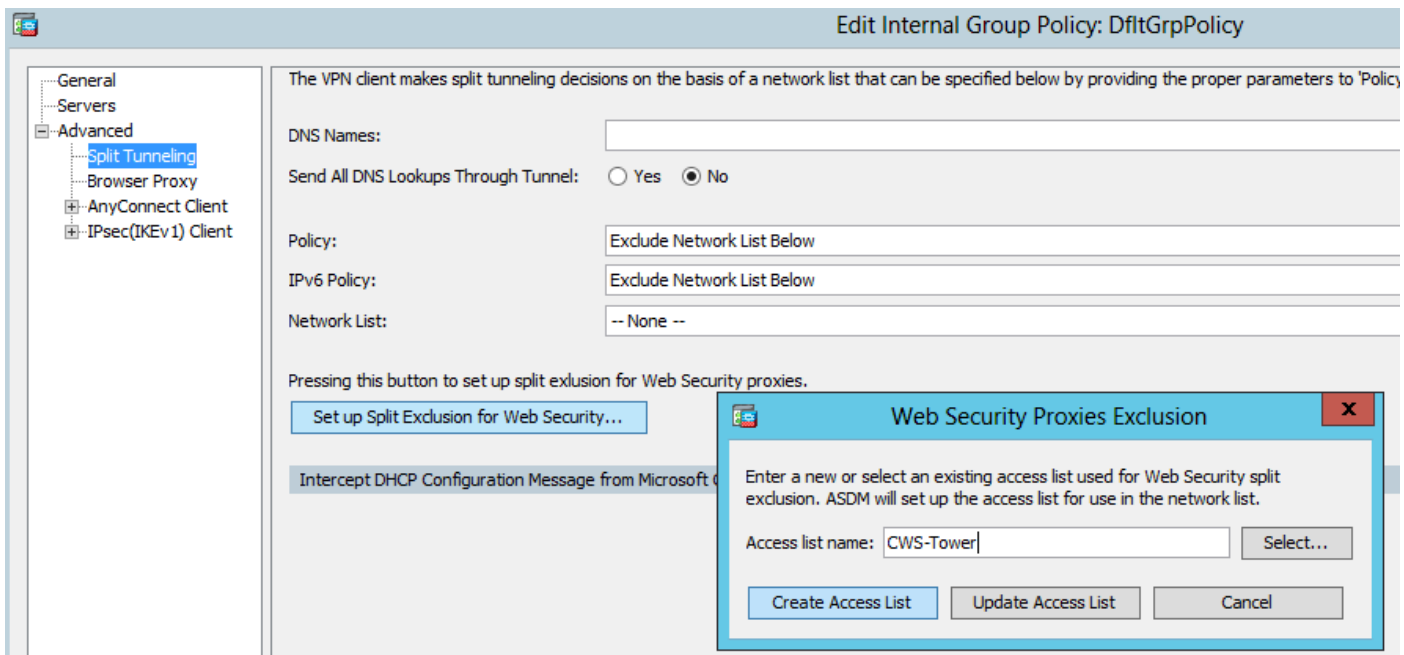 Edit Internal Group Policy: DfltGrpPolicy
General
Servers
Advanced
Split Tunneling
Browser Proxy
AnyConnect Client
IPsec(IKEv1) Client
The VPN client makes split tunneling decisions on the basis of a network list that can be specified below by providing the proper parameters to 'Policy
DNS Names:
Send All DNS Lookups Through Tunnel: Yes No
Policy: Exclude Network List Below
IPv6 Policy: Exclude Network List Below
Network List: -- None --
Pressing this button to set up split exlusion for Web Security proxies.
Set up Split Exclusion for Web Security...
Intercept DHCP Configuration Message from Microsoft
Web Security Proxies Exclusion
x
Enter a new or select an existing access list used for Web Security split
exclusion. ASDM will set up the access list for use in the network list.
Access list name: CWS-Tower Select...
Create Access List Update Access List Cancel